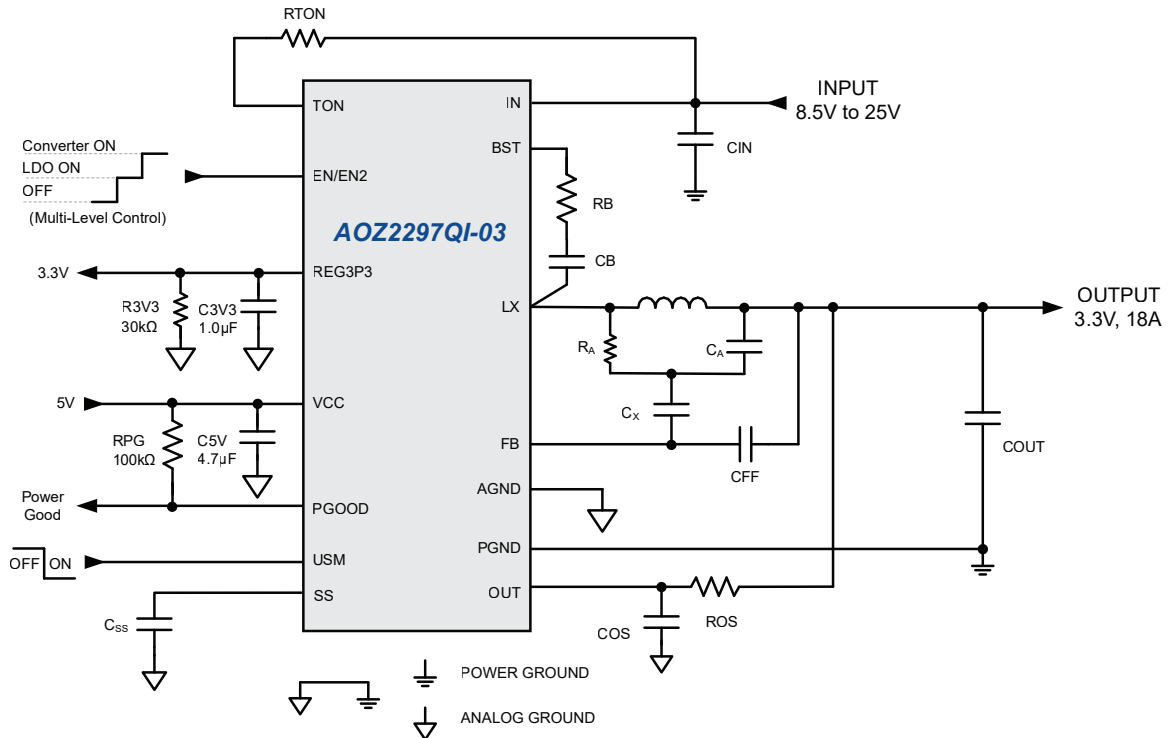 RTON
INPUT
8.5V to 25V
TON
IN
CIN
BST
Converter ON
LDO ON
OFF
(Multi-Level Control)
EN/EN2
RB
AOZ2297QI-03
CB
3.3V
REG3P3
R3V3
30kΩ
C3V3
1.0µF
LX
OUTPUT
3.3V, 18A
RA
CA
CX
5V
VCC
RPG
100kΩ
C5V
4.7µF
FB
CFF
COUT
Power
Good
PGOOD
AGND
PGND
OFF ON
USM
OUT
SS
CSS
COS
ROS
POWER GROUND
ANALOG GROUND